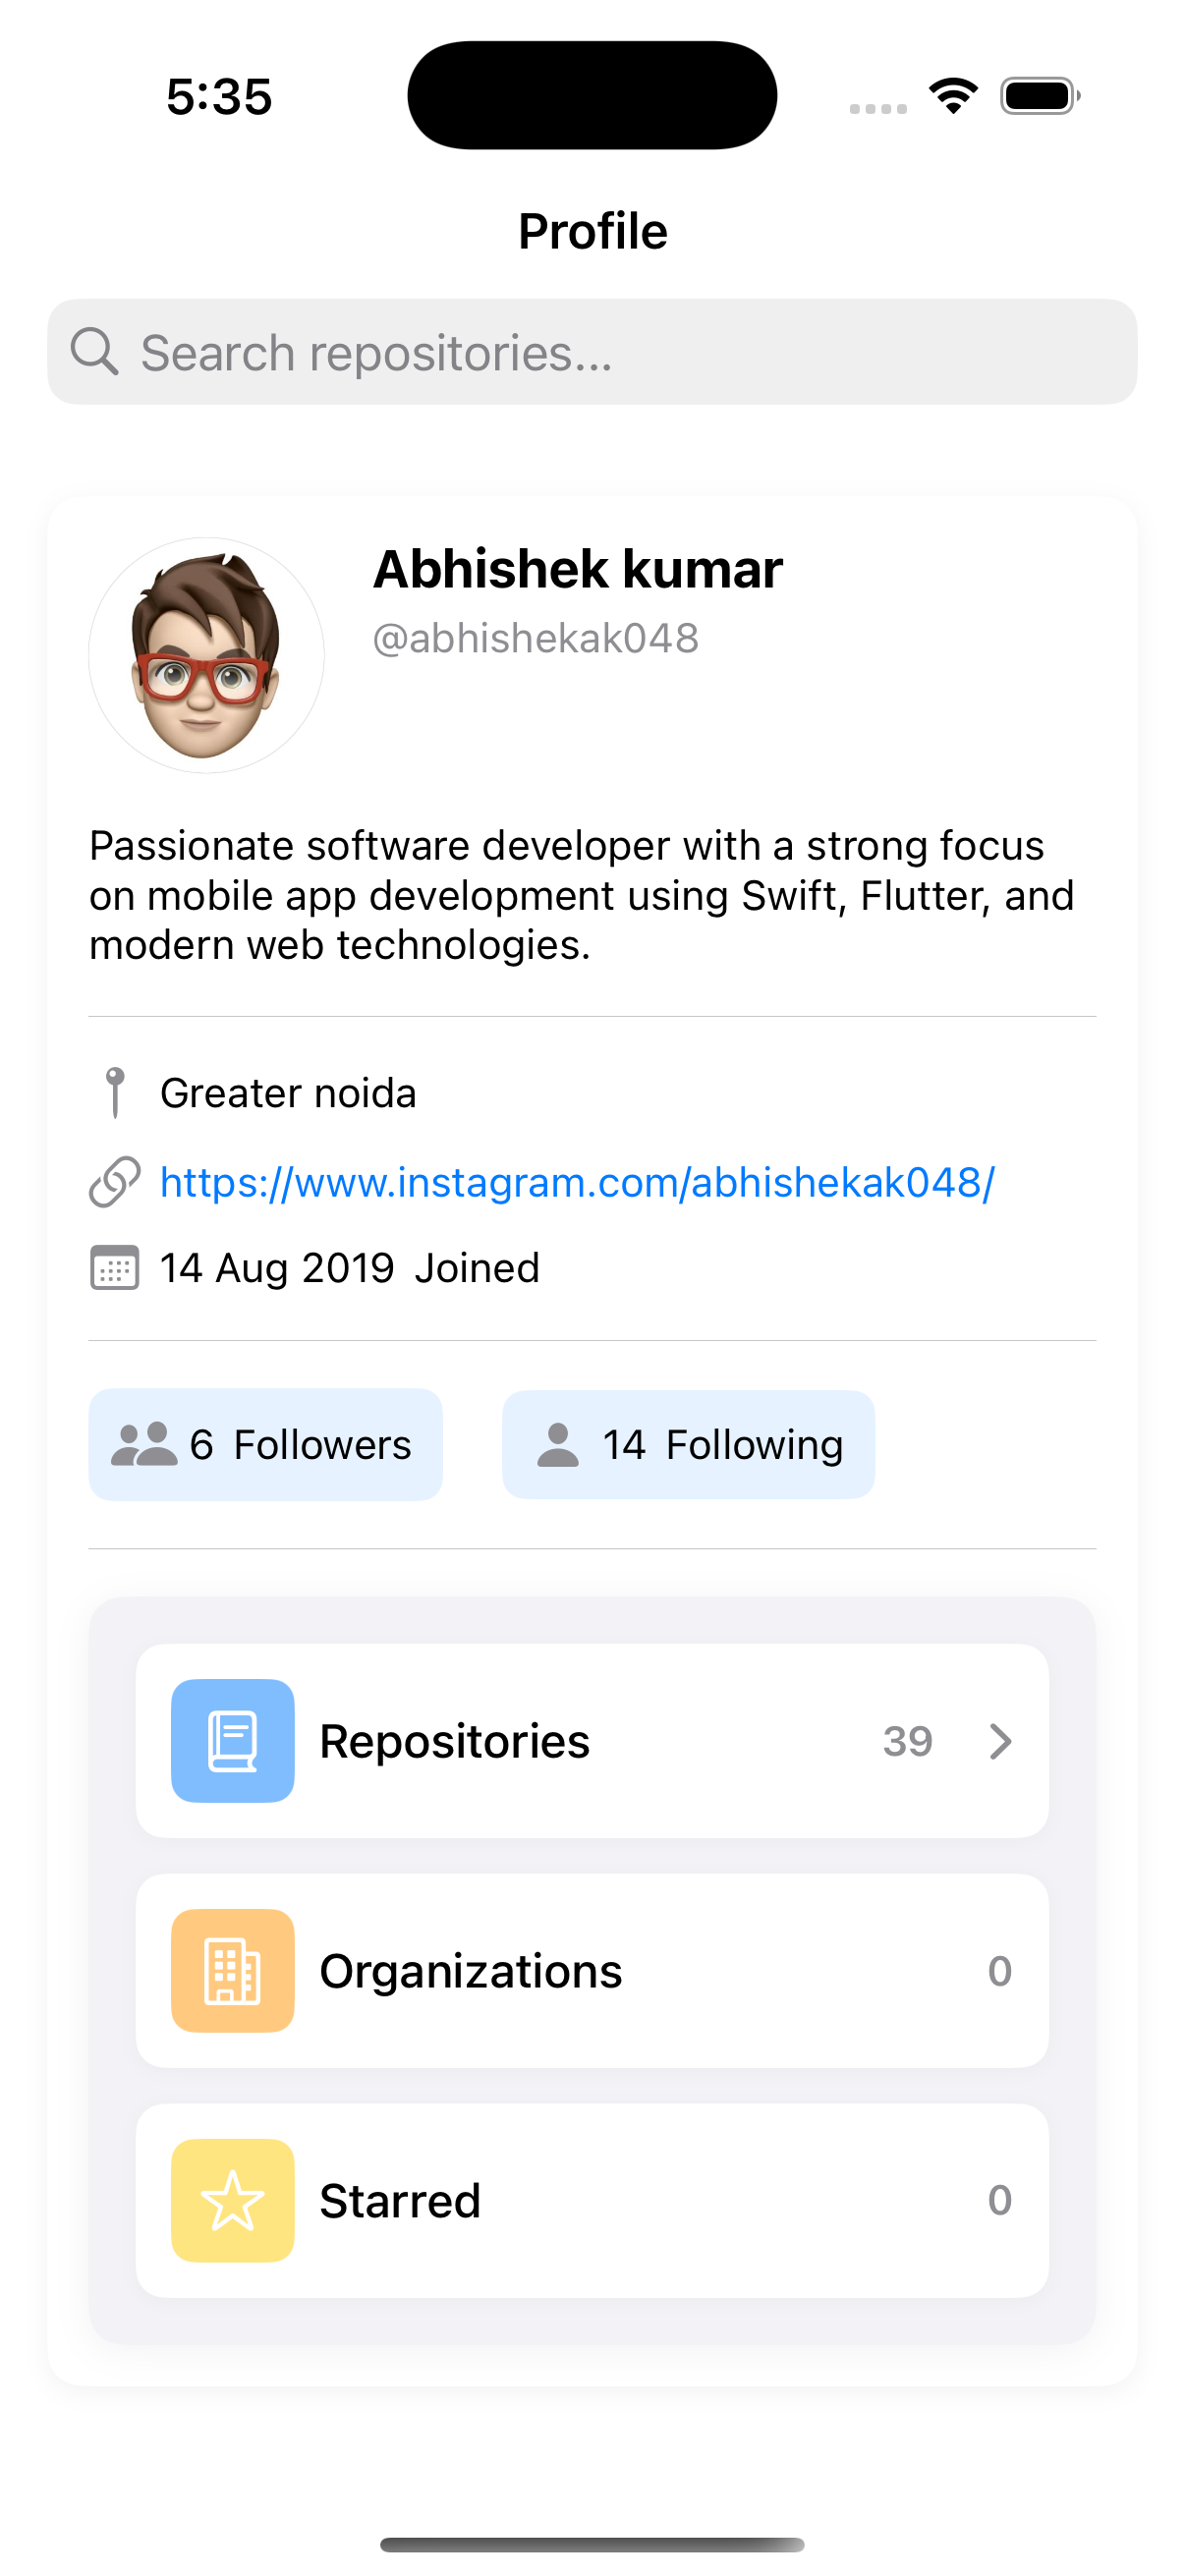 5:35
Profile
Search repositories...
Abhishek kumar
@abhishekak048
Passionate software developer with a strong focus
on mobile app development using Swift, Flutter, and
modern web technologies.
Greater noida
https://www.instagram.com/abhishekak048/
14 Aug 2019 Joined
6 Followers 14 Following
Repositories 39
Organizations 0
Starred 0